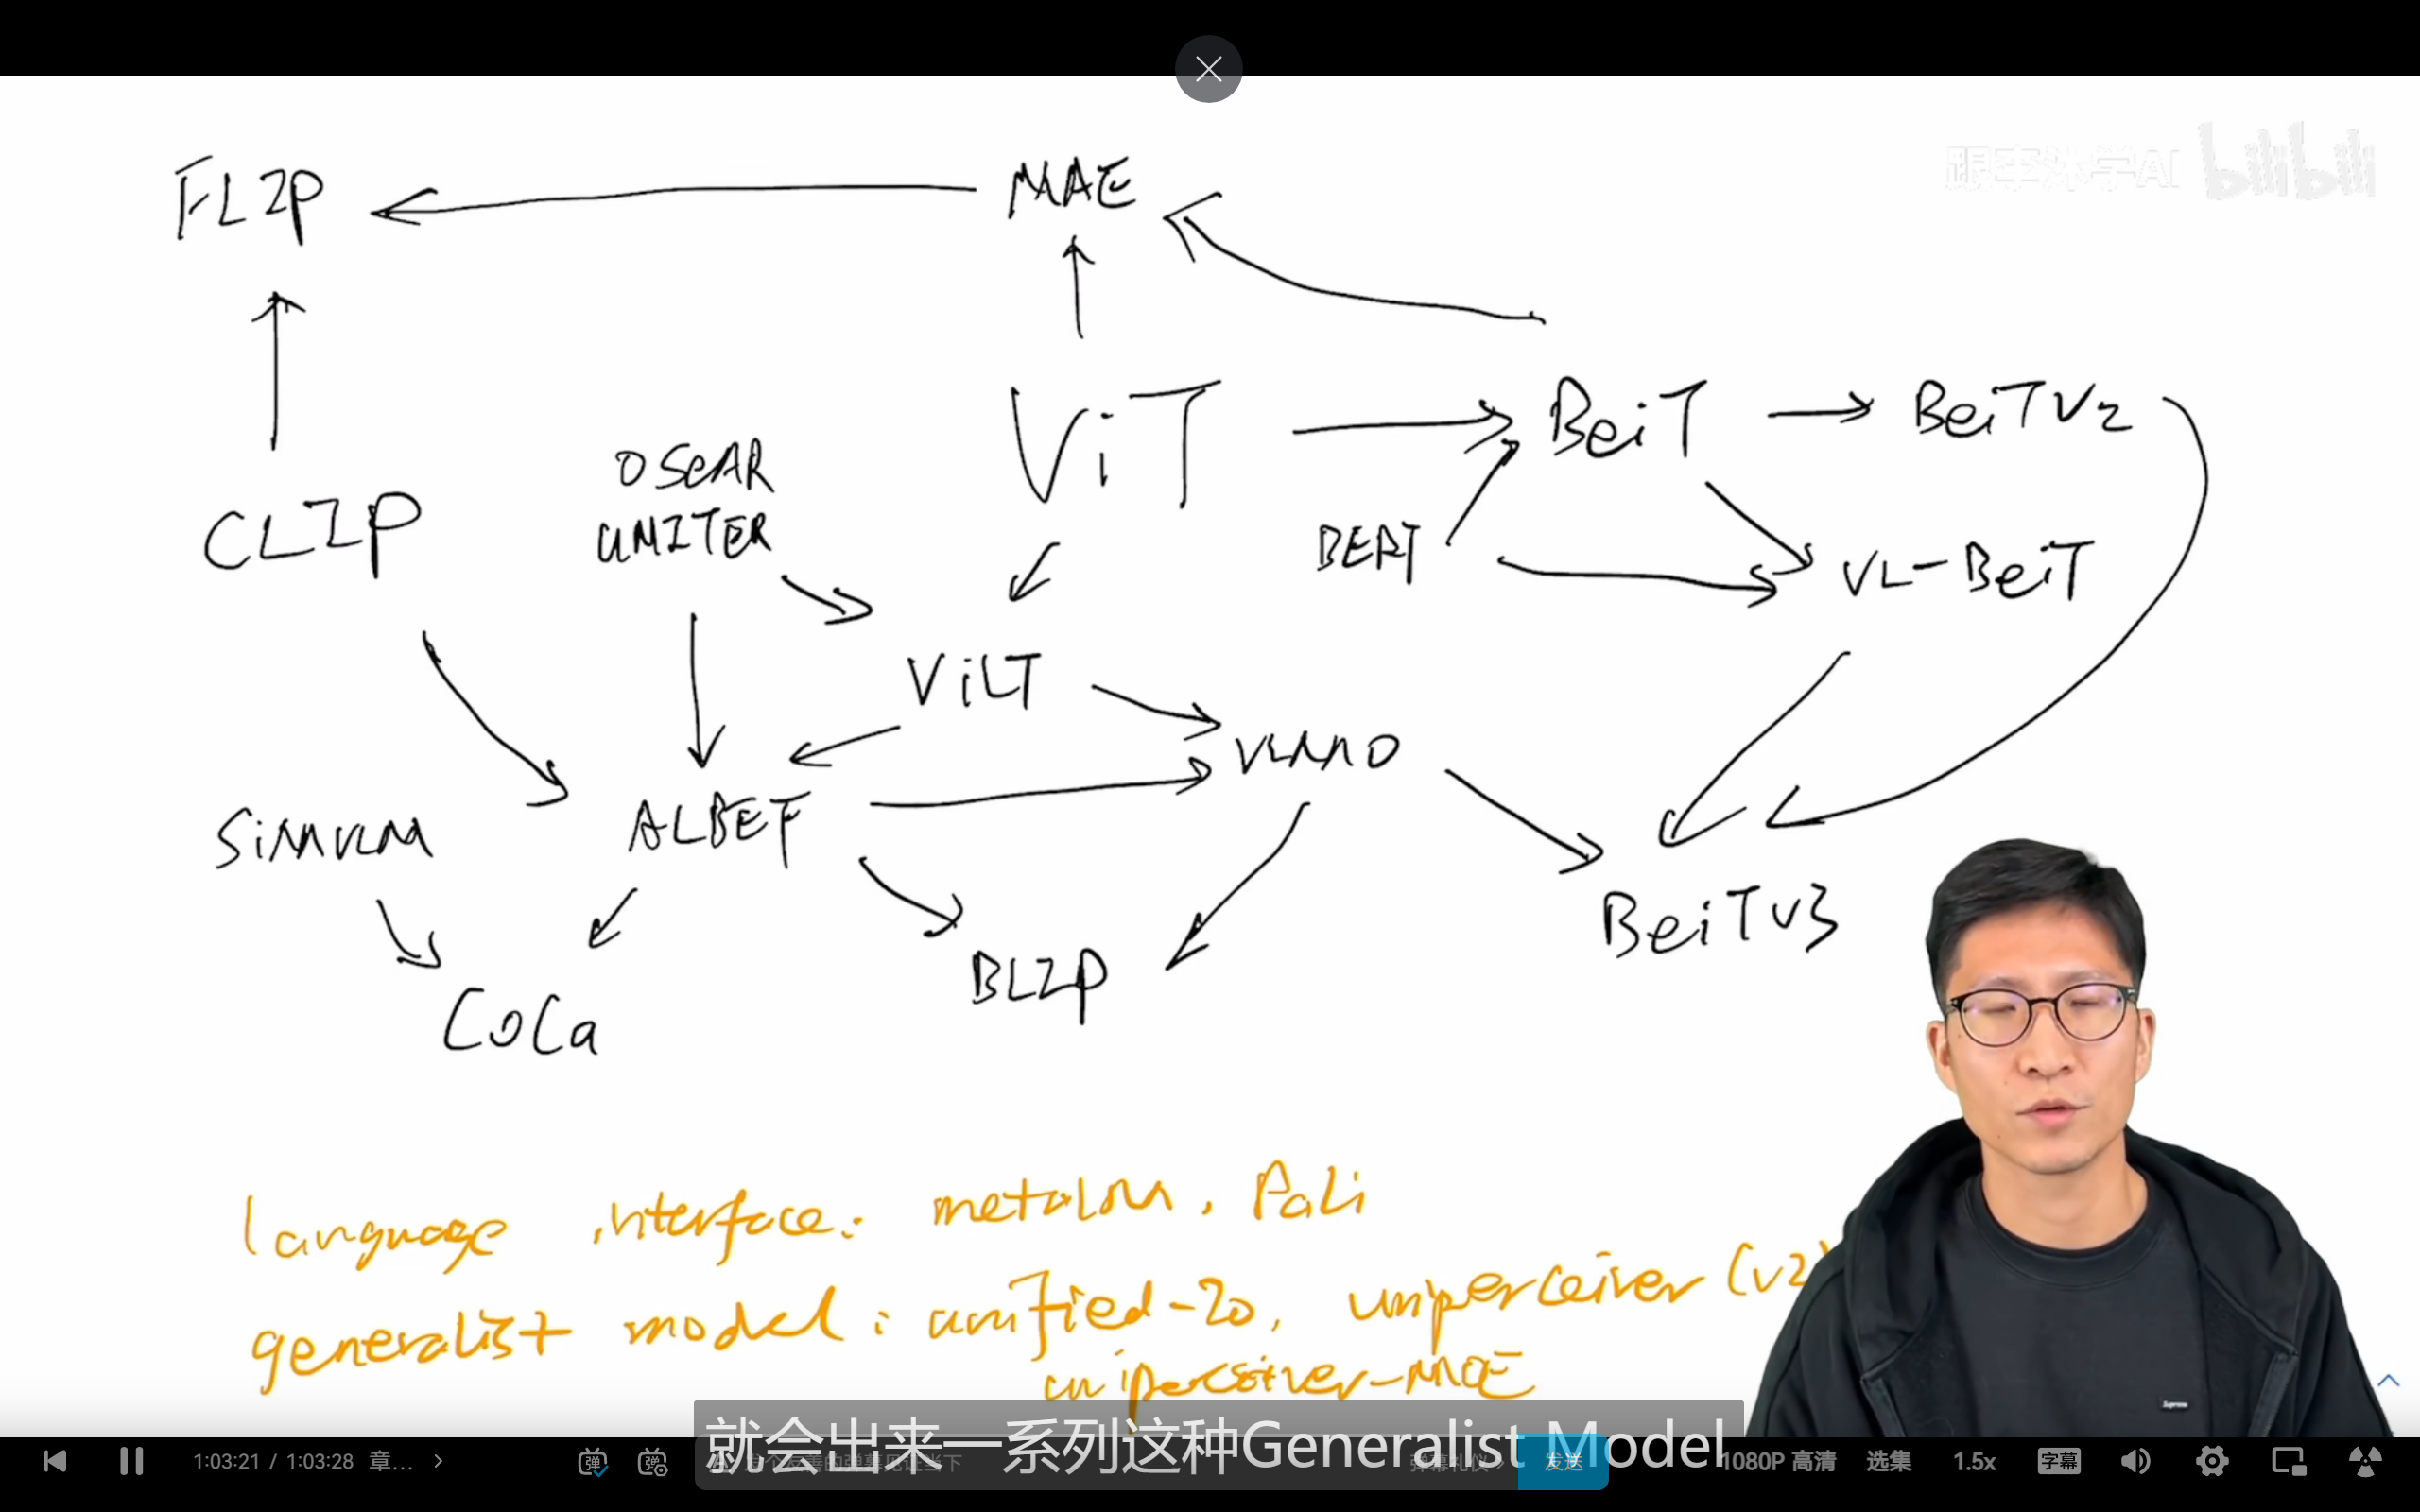 跟李沐学AI bilibili
FLIP MAE
ViT BeiT BeiTv2
OSCAR
CLIP UNITER BERT VL-BeiT
ViLT
VLMO
SimVLM ALBEF
BeiTv3
BLIP
CoCa
language interface: metalm, Pali
generalist model: unified-io, uniperceiver (v2)
uniperceiver-MOE
就会出来一系列这种Generalist Model
1:03:21 / 1:03:28 章... 发送 1080P 高清 选集 1.5x 字幕